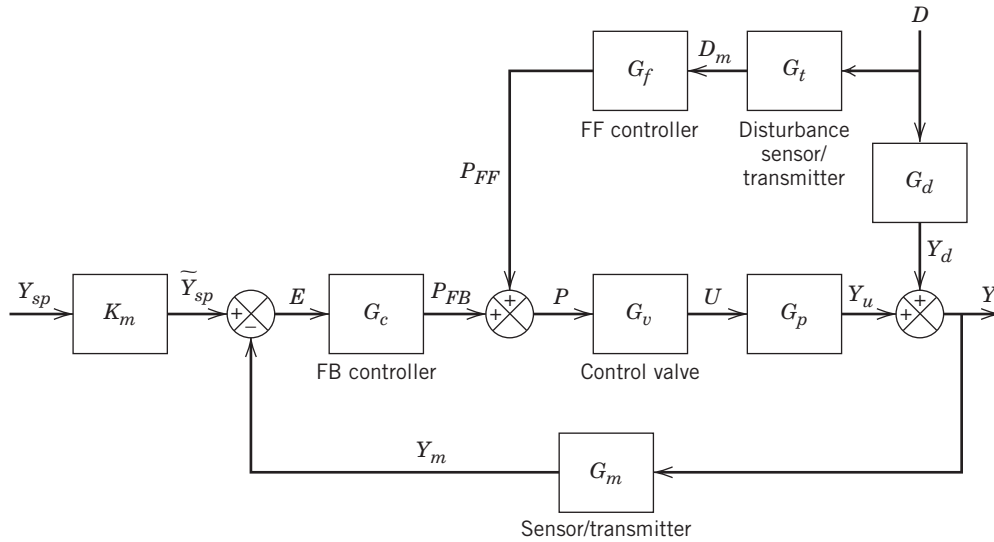 D
D_m
G_f
G_t
FF controller
Disturbance
sensor/
transmitter
P_FF
G_d
Y_d
Y_sp
K_m
Ỹ_sp
+
−
E
G_c
P_FB
+
+
P
G_v
U
G_p
Y_u
+
+
Y
FB controller
Control valve
Y_m
G_m
Sensor/transmitter